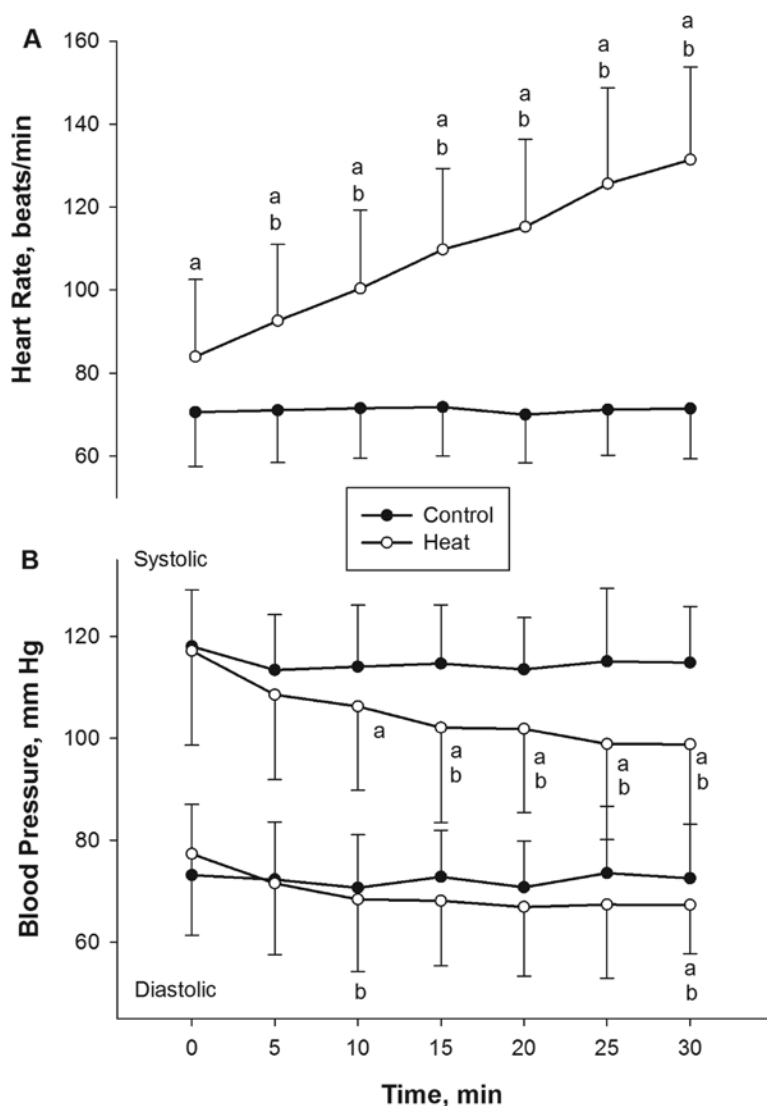 A
160
140
120
100
80
60
Heart Rate, beats/min
a
a
b
a
b
a
b
a
b
a
b
a
b
Control
Heat
B
Systolic
120
100
80
60
Blood Pressure, mm Hg
a
a
b
a
b
a
b
a
b
Diastolic
b
a
b
0 5 10 15 20 25 30
Time, min